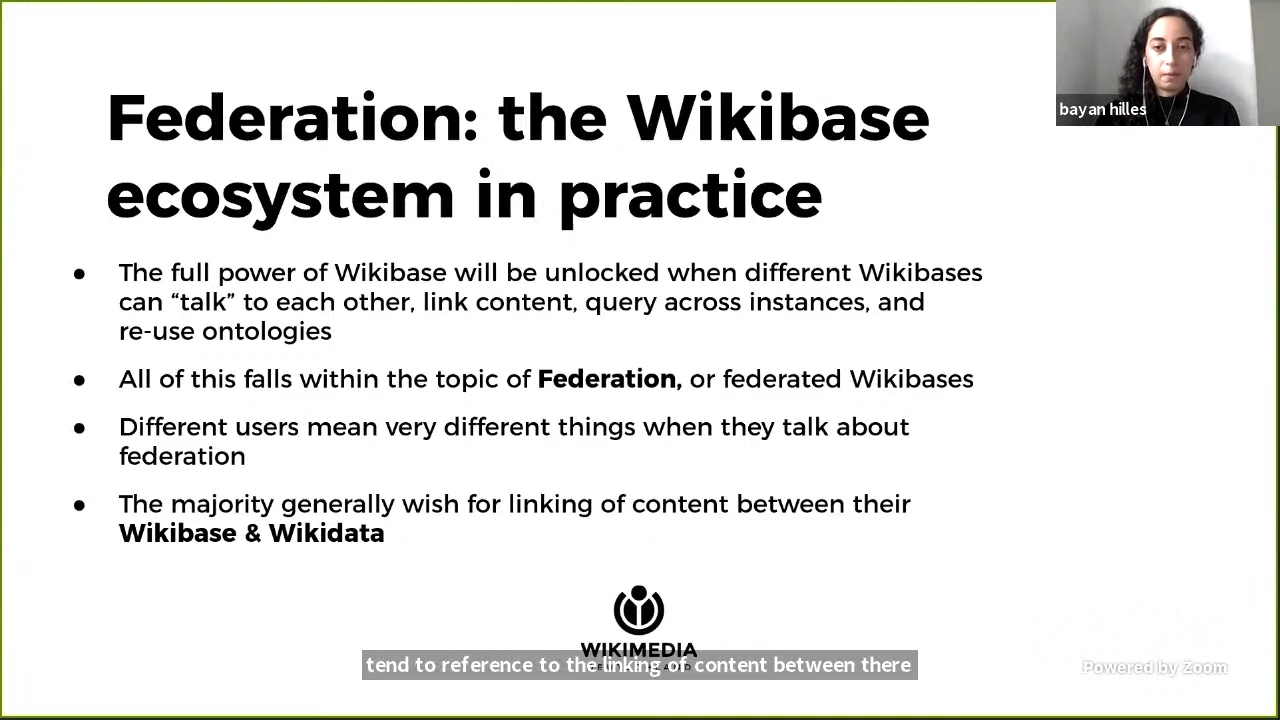 Federation: the Wikibase
ecosystem in practice
bayan hilles
● The full power of Wikibase will be unlocked when different Wikibases
can “talk” to each other, link content, query across instances, and
re-use ontologies
● All of this falls within the topic of Federation, or federated Wikibases
● Different users mean very different things when they talk about
federation
● The majority generally wish for linking of content between their
Wikibase & Wikidata
WIKIMEDIA
tend to reference to the linking of content between there
Powered by Zoom